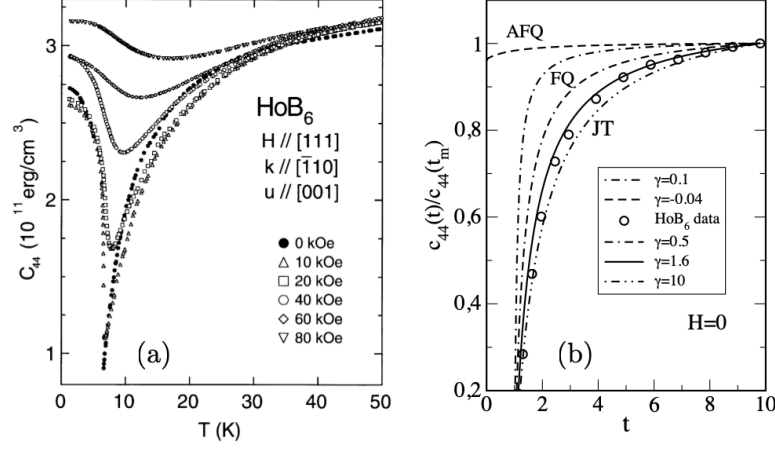 (a)
3
2
1
C₄₄ (10 ¹¹ erg/cm ³)
HoB₆
H // [111]
k // [1̄10]
u // [001]
0 kOe
10 kOe
20 kOe
40 kOe
60 kOe
80 kOe
0 10 20 30 40 50
T (K)
(b)
1
0,8
0,6
0,4
0,2
c₄₄(t)/c₄₄(tₘ)
AFQ
FQ
JT
γ=0.1
γ=-0.04
HoB₆ data
γ=0.5
γ=1.6
γ=10
H=0
0 2 4 6 8 10
t